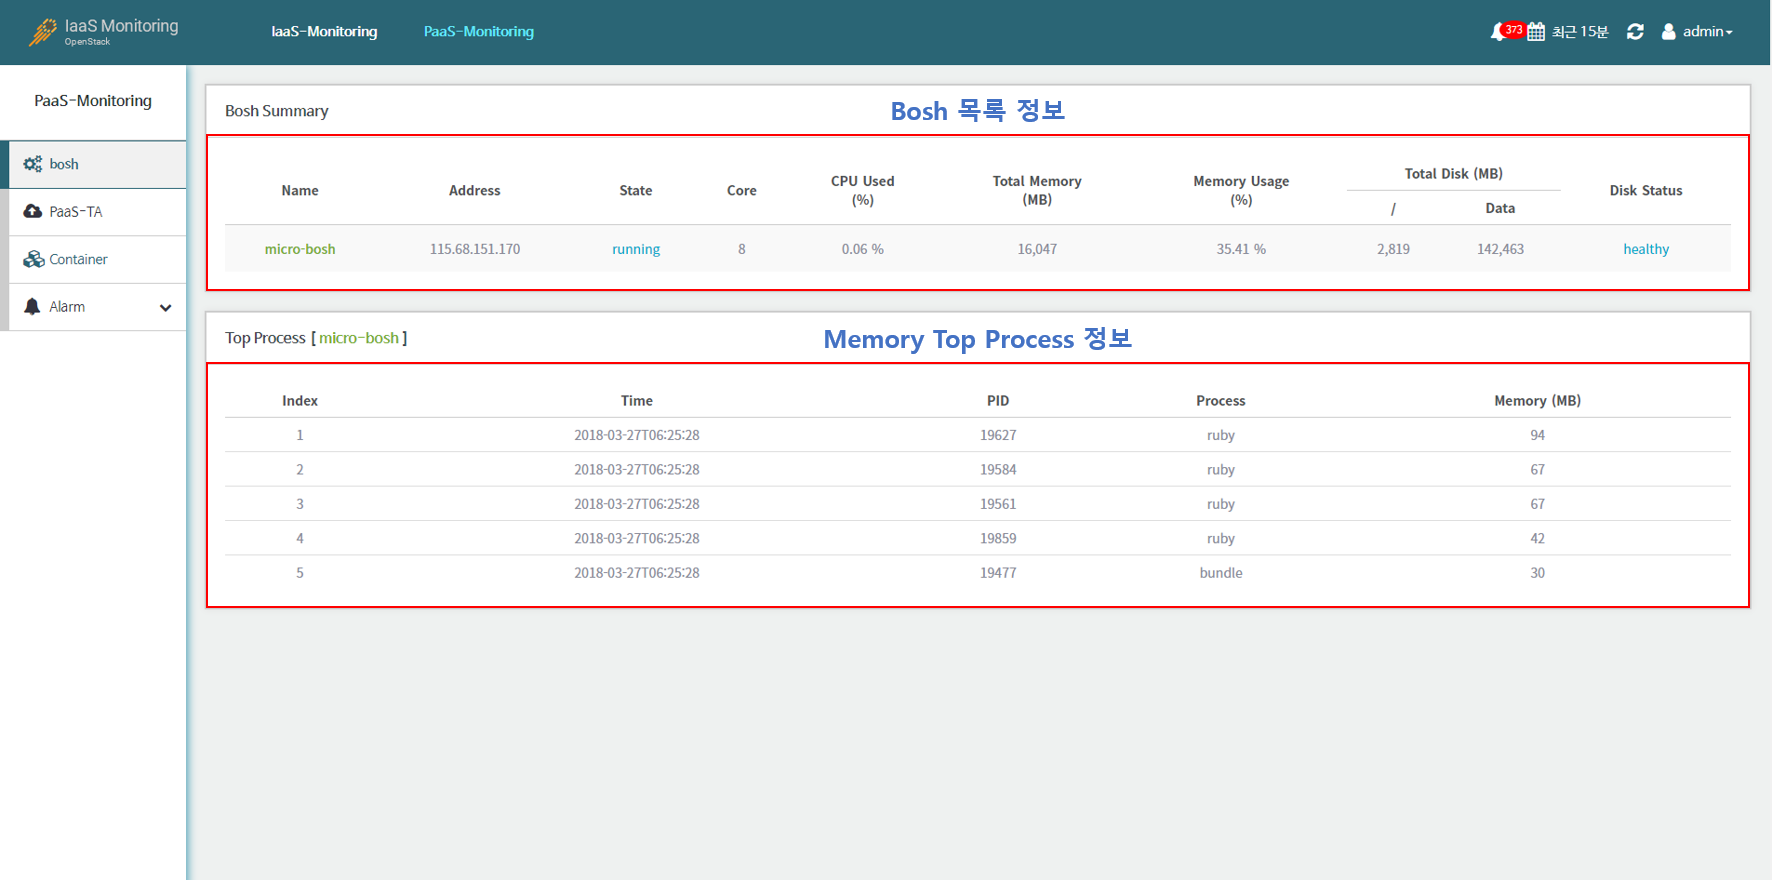 IaaS Monitoring
OpenStack
IaaS-Monitoring PaaS-Monitoring 373 최근 15분 admin
PaaS-Monitoring
bosh
PaaS-TA
Container
Alarm
Bosh Summary Bosh 목록 정보
Name Address State Core CPU Used (%) Total Memory (MB) Memory Usage (%) Total Disk (MB) Disk Status
/ Data
micro-bosh 115.68.151.170 running 8 0.06 % 16,047 35.41 % 2,819 142,463 healthy
Top Process [ micro-bosh ] Memory Top Process 정보
Index Time PID Process Memory (MB)
1 2018-03-27T06:25:28 19627 ruby 94
2 2018-03-27T06:25:28 19584 ruby 67
3 2018-03-27T06:25:28 19561 ruby 67
4 2018-03-27T06:25:28 19859 ruby 42
5 2018-03-27T06:25:28 19477 bundle 30